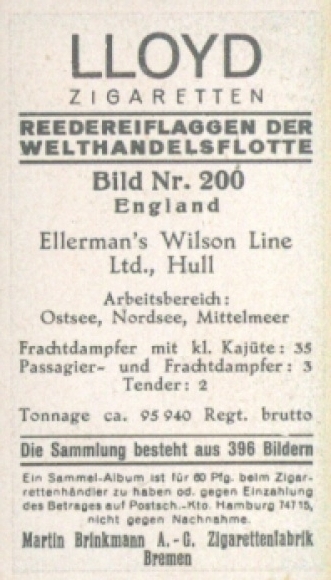 LLOYD
ZIGARETTEN
REEDEREIFLAGGEN DER
WELTHANDELSFLOTTE
Bild Nr. 200
England
Ellerman's Wilson Line
Ltd., Hull
Arbeitsbereich:
Ostsee, Nordsee, Mittelmeer
Frachtdampfer mit kl. Kajüte: 35
Passagier- und Frachtdampfer: 3
Tender: 2
Tonnage ca. 95 940 Regt. brutto
Die Sammlung besteht aus 396 Bildern
Ein Sammel-Album ist für 60 Pfg. beim Zigar-
rettenhändler zu haben od. gegen Einzahlung
des Betrages auf Postsch.-Kto. Hamburg 74715,
nicht gegen Nachnahme.
Martin Brinkmann A.-G. Zigarettenfabrik
Bremen